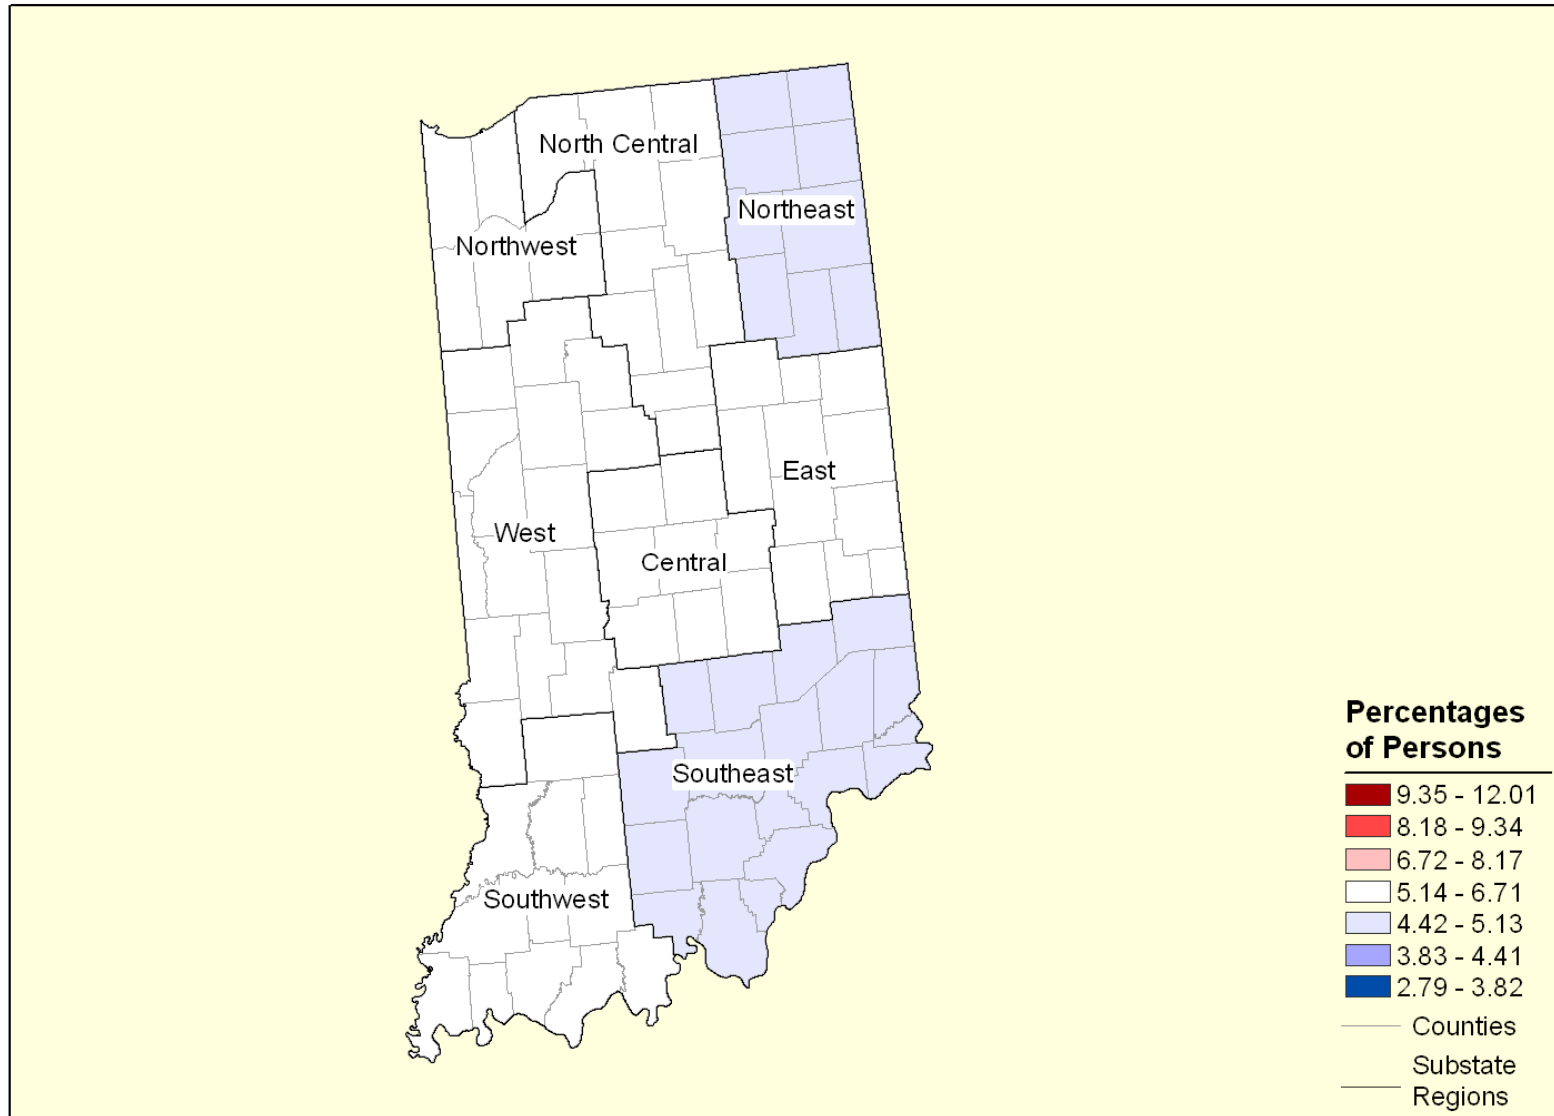 North Central
Northeast
Northwest
East
West
Central
Southeast
Southwest
Percentages
of Persons
9.35 - 12.01
8.18 - 9.34
6.72 - 8.17
5.14 - 6.71
4.42 - 5.13
3.83 - 4.41
2.79 - 3.82
Counties
Substate
Regions